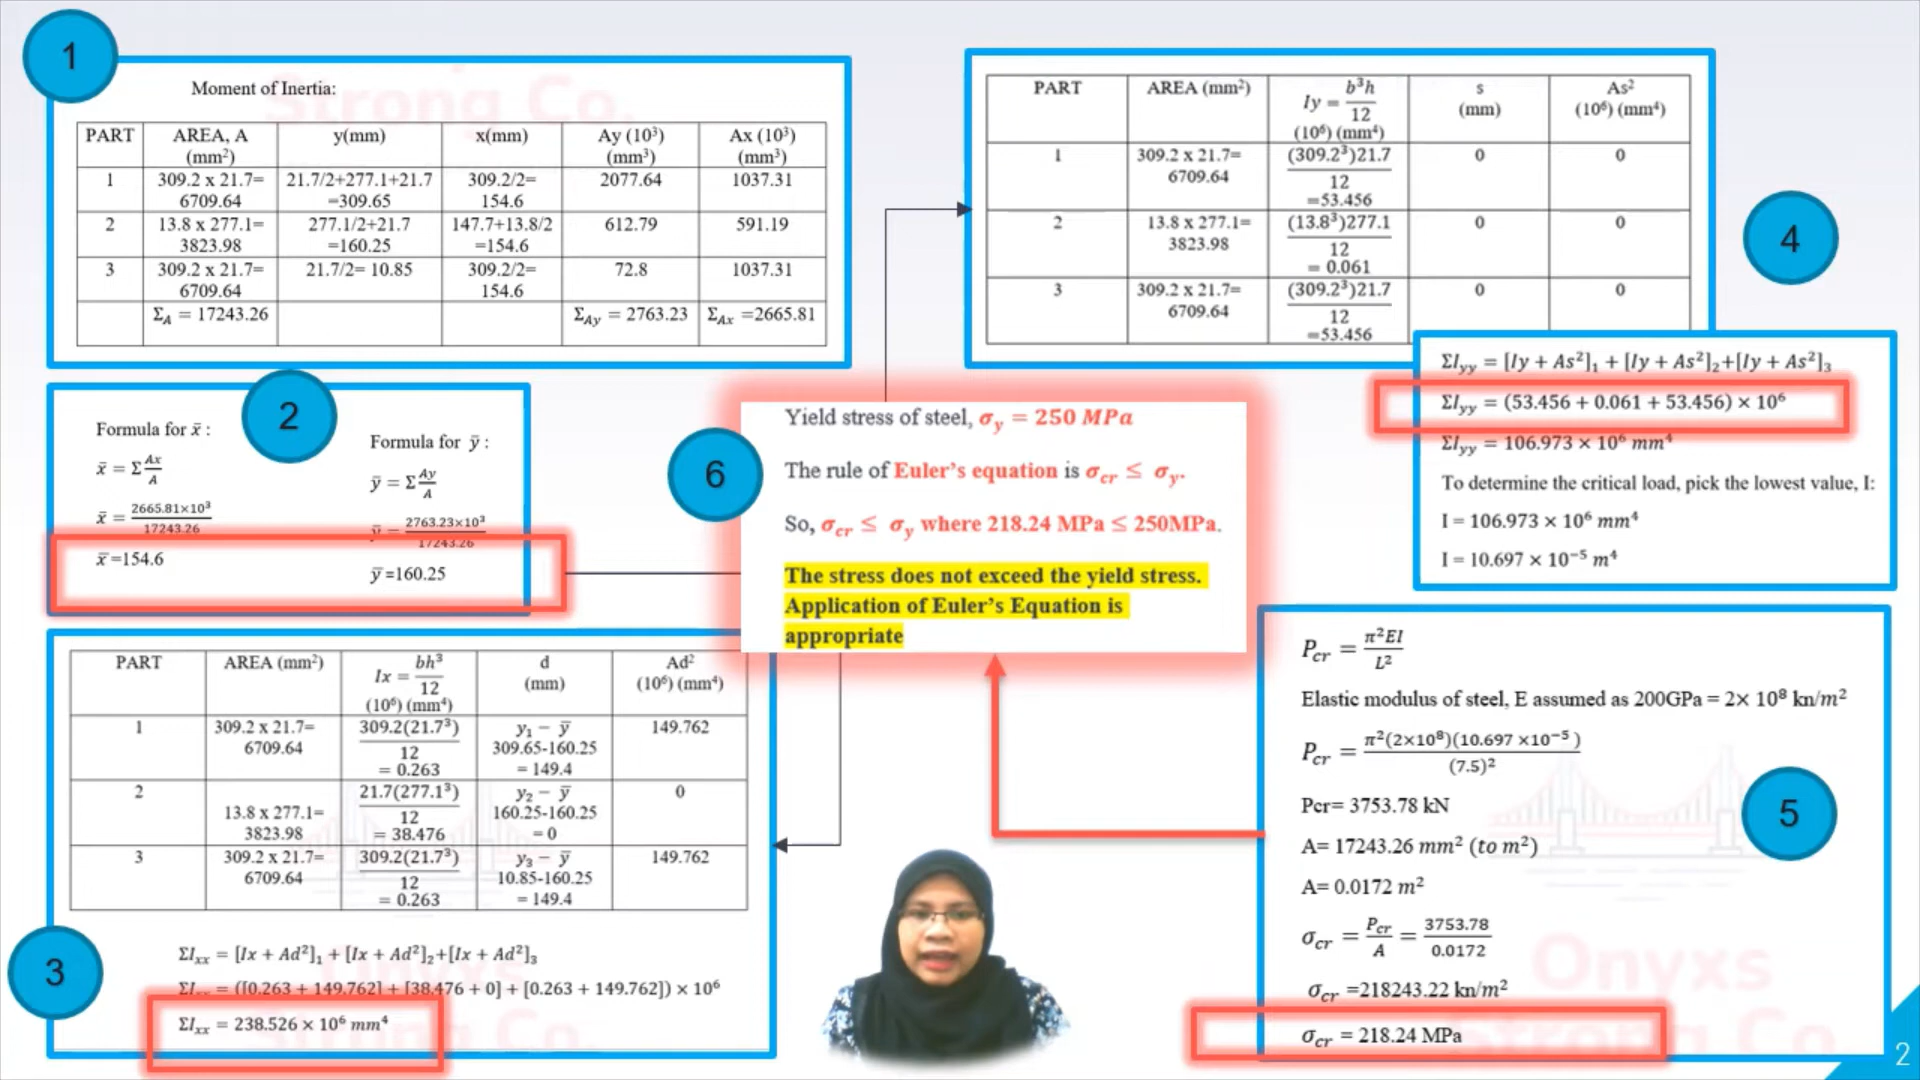 1
Moment of Inertia:
PART AREA, A y(mm) x(mm) Ay (10³) Ax (10³)
(mm²) (mm³) (mm³)
1 309.2 x 21.7= 21.7/2+277.1+21.7 309.2/2= 2077.64 1037.31
6709.64 =309.65 154.6
2 13.8 x 277.1= 277.1/2+21.7 147.7+13.8/2 612.79 591.19
3823.98 =160.25 =154.6
3 309.2 x 21.7= 21.7/2= 10.85 309.2/2= 72.8 1037.31
6709.64 154.6
Σ_A = 17243.26 Σ_Ay = 2763.23 Σ_Ax =2665.81
2
Formula for x̄ :
x̄ = Σ Ax/A
x̄ = 2665.81×10³/17243.26
x̄ =154.6
Formula for ȳ :
ȳ = Σ Ay/A
ȳ = 2763.23×10³/17243.26
ȳ =160.25
3
PART AREA (mm²) Ix = bh³/12 d Ad²
(10⁶) (mm⁴) (mm) (10⁶) (mm⁴)
1 309.2 x 21.7= 309.2(21.7³)/12 y₁ − ȳ 149.762
6709.64 = 0.263 309.65-160.25
= 149.4
2 21.7(277.1³)/12 y₂ − ȳ 0
13.8 x 277.1= 160.25-160.25
3823.98 = 38.476 = 0
3 309.2 x 21.7= 309.2(21.7³)/12 y₃ − ȳ 149.762
6709.64 10.85-160.25
= 0.263 = 149.4
ΣI_xx = [Ix + Ad²]₁ + [Ix + Ad²]₂+[Ix + Ad²]₃
ΣI_xx = ([0.263 + 149.762] + [38.476 + 0] + [0.263 + 149.762]) × 10⁶
ΣI_xx = 238.526 × 10⁶ mm⁴
4
PART AREA (mm²) Iy = b³h/12 s As²
(10⁶) (mm⁴) (mm) (10⁶) (mm⁴)
1 309.2 x 21.7= (309.2³)21.7/12 0 0
6709.64 =53.456
2 13.8 x 277.1= (13.8³)277.1/12 0 0
3823.98 = 0.061
3 309.2 x 21.7= (309.2³)21.7/12 0 0
6709.64 =53.456
ΣI_yy = [Iy + As²]₁ + [Iy + As²]₂+[Iy + As²]₃
ΣI_yy = (53.456 + 0.061 + 53.456) × 10⁶
ΣI_yy = 106.973 × 10⁶ mm⁴
To determine the critical load, pick the lowest value, I:
I = 106.973 × 10⁶ mm⁴
I = 10.697 × 10⁻⁵ m⁴
5
P_cr = π²EI/L²
Elastic modulus of steel, E assumed as 200GPa = 2× 10⁸ kn/m²
P_cr = π²(2×10⁸)(10.697 ×10⁻⁵ )/(7.5)²
Pcr= 3753.78 kN
A= 17243.26 mm² (to m²)
A= 0.0172 m²
σ_cr = P_cr/A = 3753.78/0.0172
σ_cr =218243.22 kn/m²
σ_cr = 218.24 MPa
6
Yield stress of steel, σ_y = 250 MPa
The rule of Euler's equation is σ_cr ≤ σ_y.
So, σ_cr ≤ σ_y where 218.24 MPa ≤ 250MPa.
The stress does not exceed the yield stress.
Application of Euler's Equation is
appropriate
Strong Co.
Onyxs
Strong Co.
Onyxs
Strong Co.
2